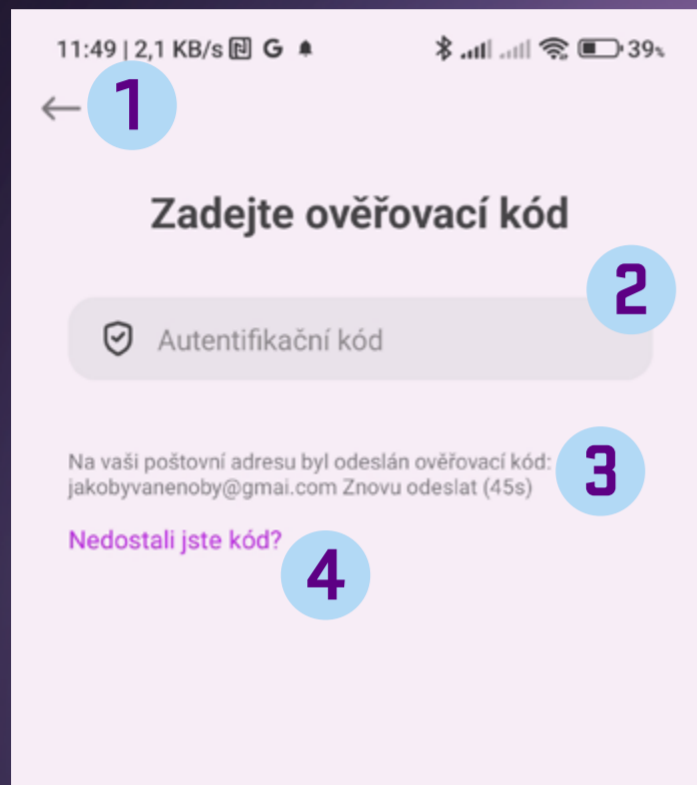 11:49 | 2,1 KB/s G 39%
1
Zadejte ověřovací kód
2
Autentifikační kód
Na vaši poštovní adresu byl odeslán ověřovací kód:
jakobyvanenoby@gmai.com Znovu odeslat (45s)
3
Nedostali jste kód?
4